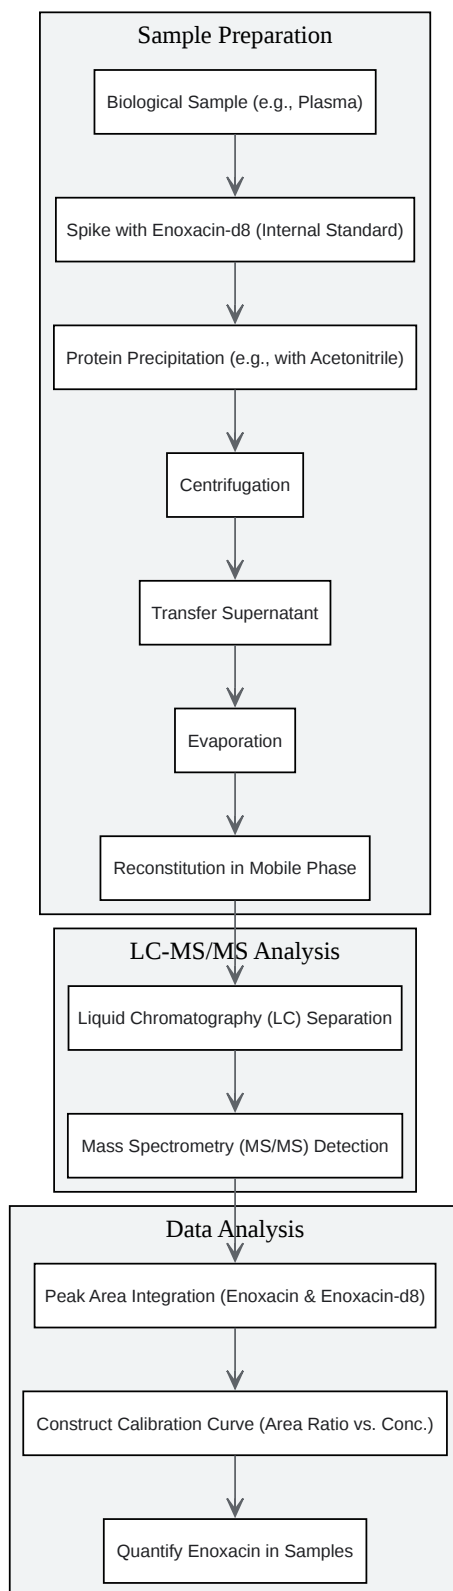 Sample Preparation
Biological Sample (e.g., Plasma)
Spike with Enoxacin-d8 (Internal Standard)
Protein Precipitation (e.g., with Acetonitrile)
Centrifugation
Transfer Supernatant
Evaporation
Reconstitution in Mobile Phase
LC-MS/MS Analysis
Liquid Chromatography (LC) Separation
Mass Spectrometry (MS/MS) Detection
Data Analysis
Peak Area Integration (Enoxacin & Enoxacin-d8)
Construct Calibration Curve (Area Ratio vs. Conc.)
Quantify Enoxacin in Samples